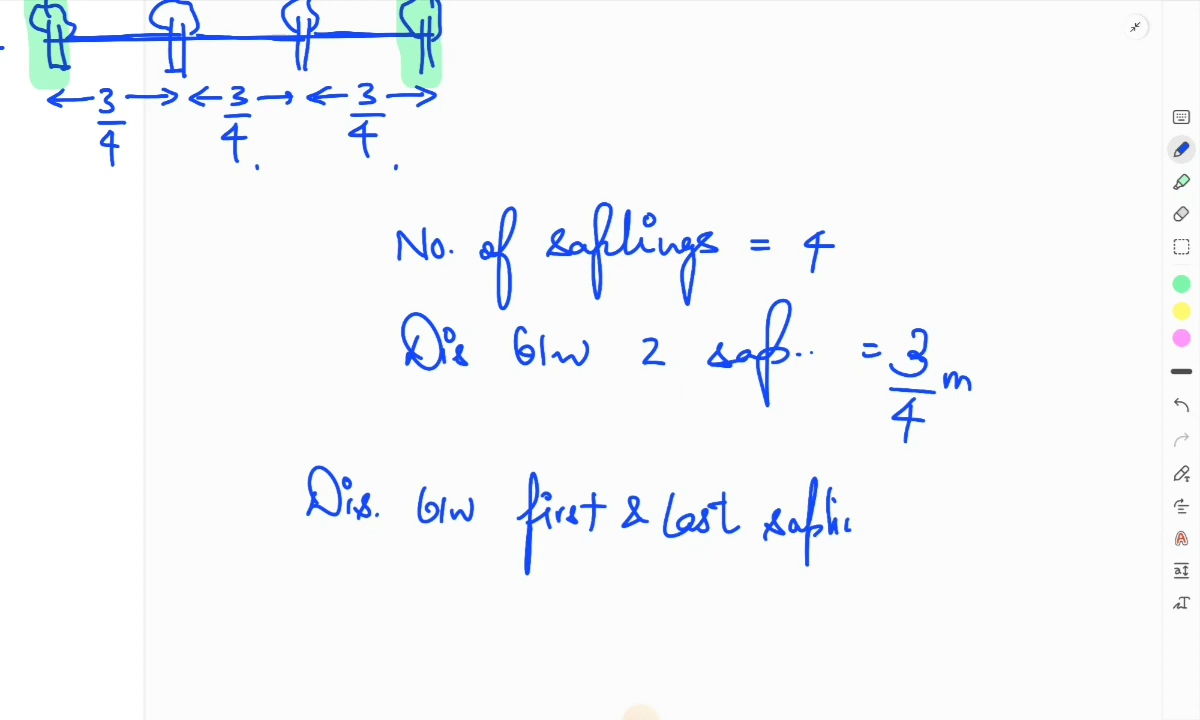 3/4 3/4. 3/4.
No. of saplings = 4
Dis b/w 2 sap.. = 3/4 m
Dis. b/w first & last sapli